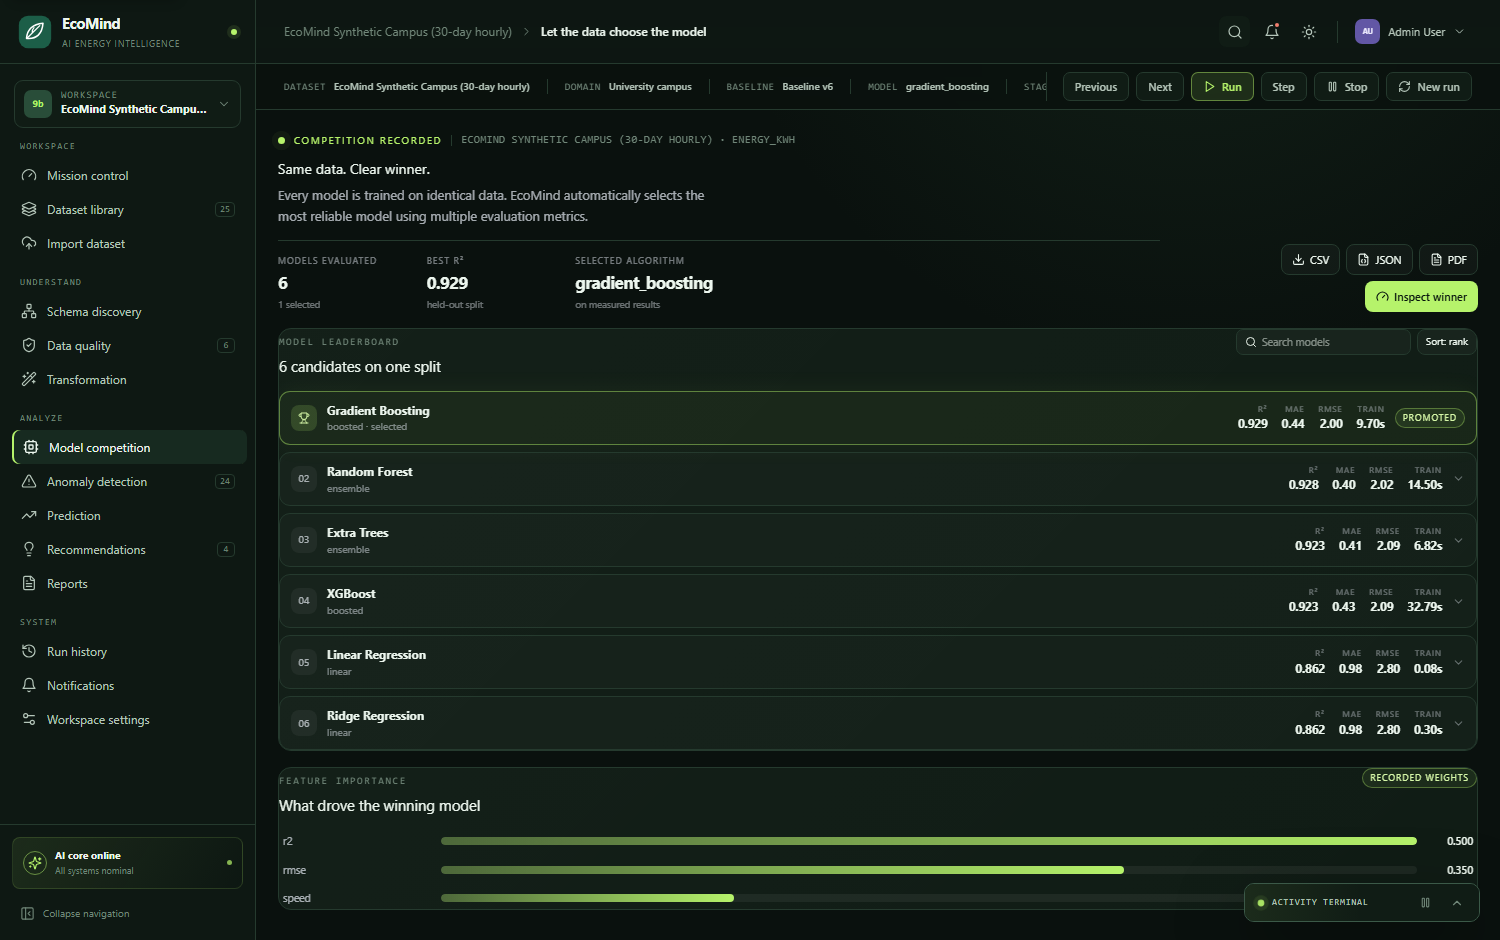 EcoMind
AI ENERGY INTELLIGENCE
EcoMind Synthetic Campus (30-day hourly) > Let the data choose the model
AU Admin User
9b WORKSPACE
EcoMind Synthetic Campu...
DATASET EcoMind Synthetic Campus (30-day hourly) DOMAIN University campus BASELINE Baseline v6 MODEL gradient_boosting STAG
Previous Next Run Step Stop New run
WORKSPACE
Mission control
Dataset library 25
Import dataset
UNDERSTAND
Schema discovery
Data quality 6
Transformation
ANALYZE
Model competition
Anomaly detection 24
Prediction
Recommendations 4
Reports
SYSTEM
Run history
Notifications
Workspace settings
AI core online
All systems nominal
Collapse navigation
COMPETITION RECORDED ECOMIND SYNTHETIC CAMPUS (30-DAY HOURLY) · ENERGY_KWH
Same data. Clear winner.
Every model is trained on identical data. EcoMind automatically selects the
most reliable model using multiple evaluation metrics.
MODELS EVALUATED
6
1 selected
BEST R²
0.929
held-out split
SELECTED ALGORITHM
gradient_boosting
on measured results
CSV JSON PDF
Inspect winner
MODEL LEADERBOARD
6 candidates on one split
Search models
Sort: rank
Gradient Boosting
boosted · selected
R² MAE RMSE TRAIN
0.929 0.44 2.00 9.70s
PROMOTED
02 Random Forest
ensemble
R² MAE RMSE TRAIN
0.928 0.40 2.02 14.50s
03 Extra Trees
ensemble
R² MAE RMSE TRAIN
0.923 0.41 2.09 6.82s
04 XGBoost
boosted
R² MAE RMSE TRAIN
0.923 0.43 2.09 32.79s
05 Linear Regression
linear
R² MAE RMSE TRAIN
0.862 0.98 2.80 0.08s
06 Ridge Regression
linear
R² MAE RMSE TRAIN
0.862 0.98 2.80 0.30s
FEATURE IMPORTANCE
RECORDED WEIGHTS
What drove the winning model
r2 0.500
rmse 0.350
speed
ACTIVITY TERMINAL